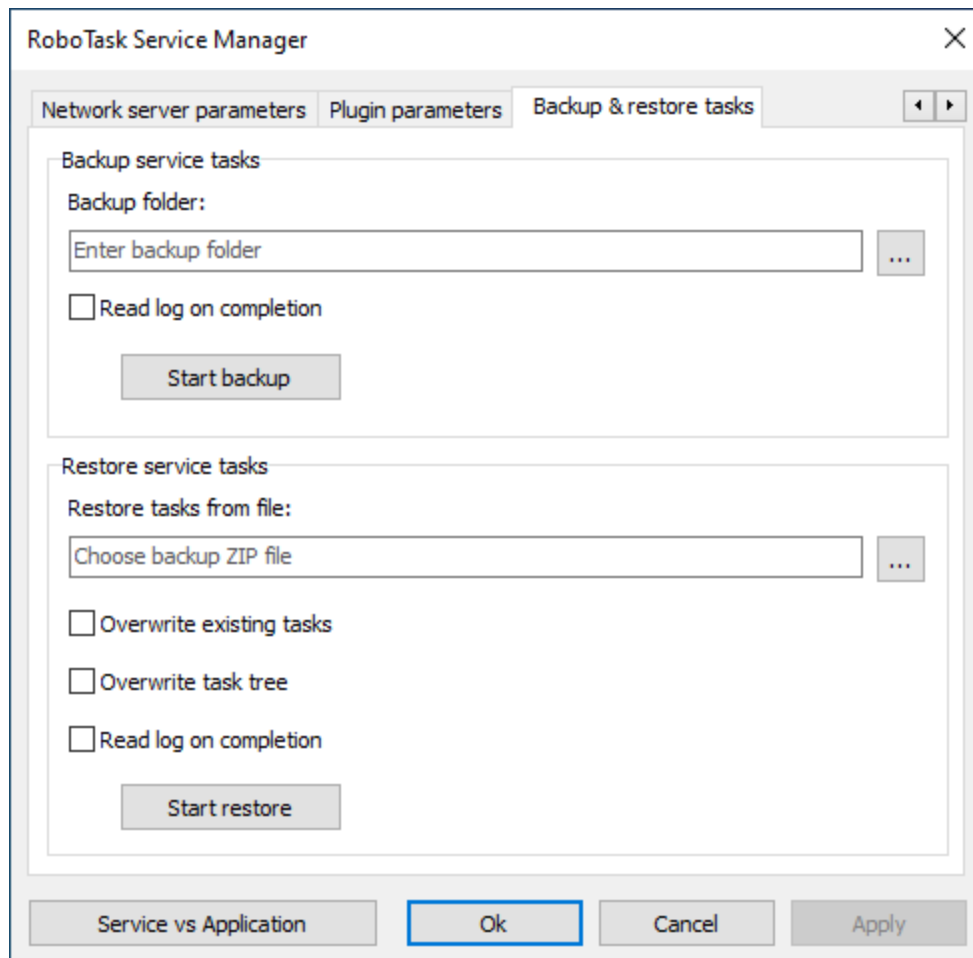 RoboTask Service Manager
Network server parameters
Plugin parameters
Backup & restore tasks
Backup service tasks
Backup folder:
Enter backup folder
...
Read log on completion
Start backup
Restore service tasks
Restore tasks from file:
Choose backup ZIP file
...
Overwrite existing tasks
Overwrite task tree
Read log on completion
Start restore
Service vs Application
Ok
Cancel
Apply